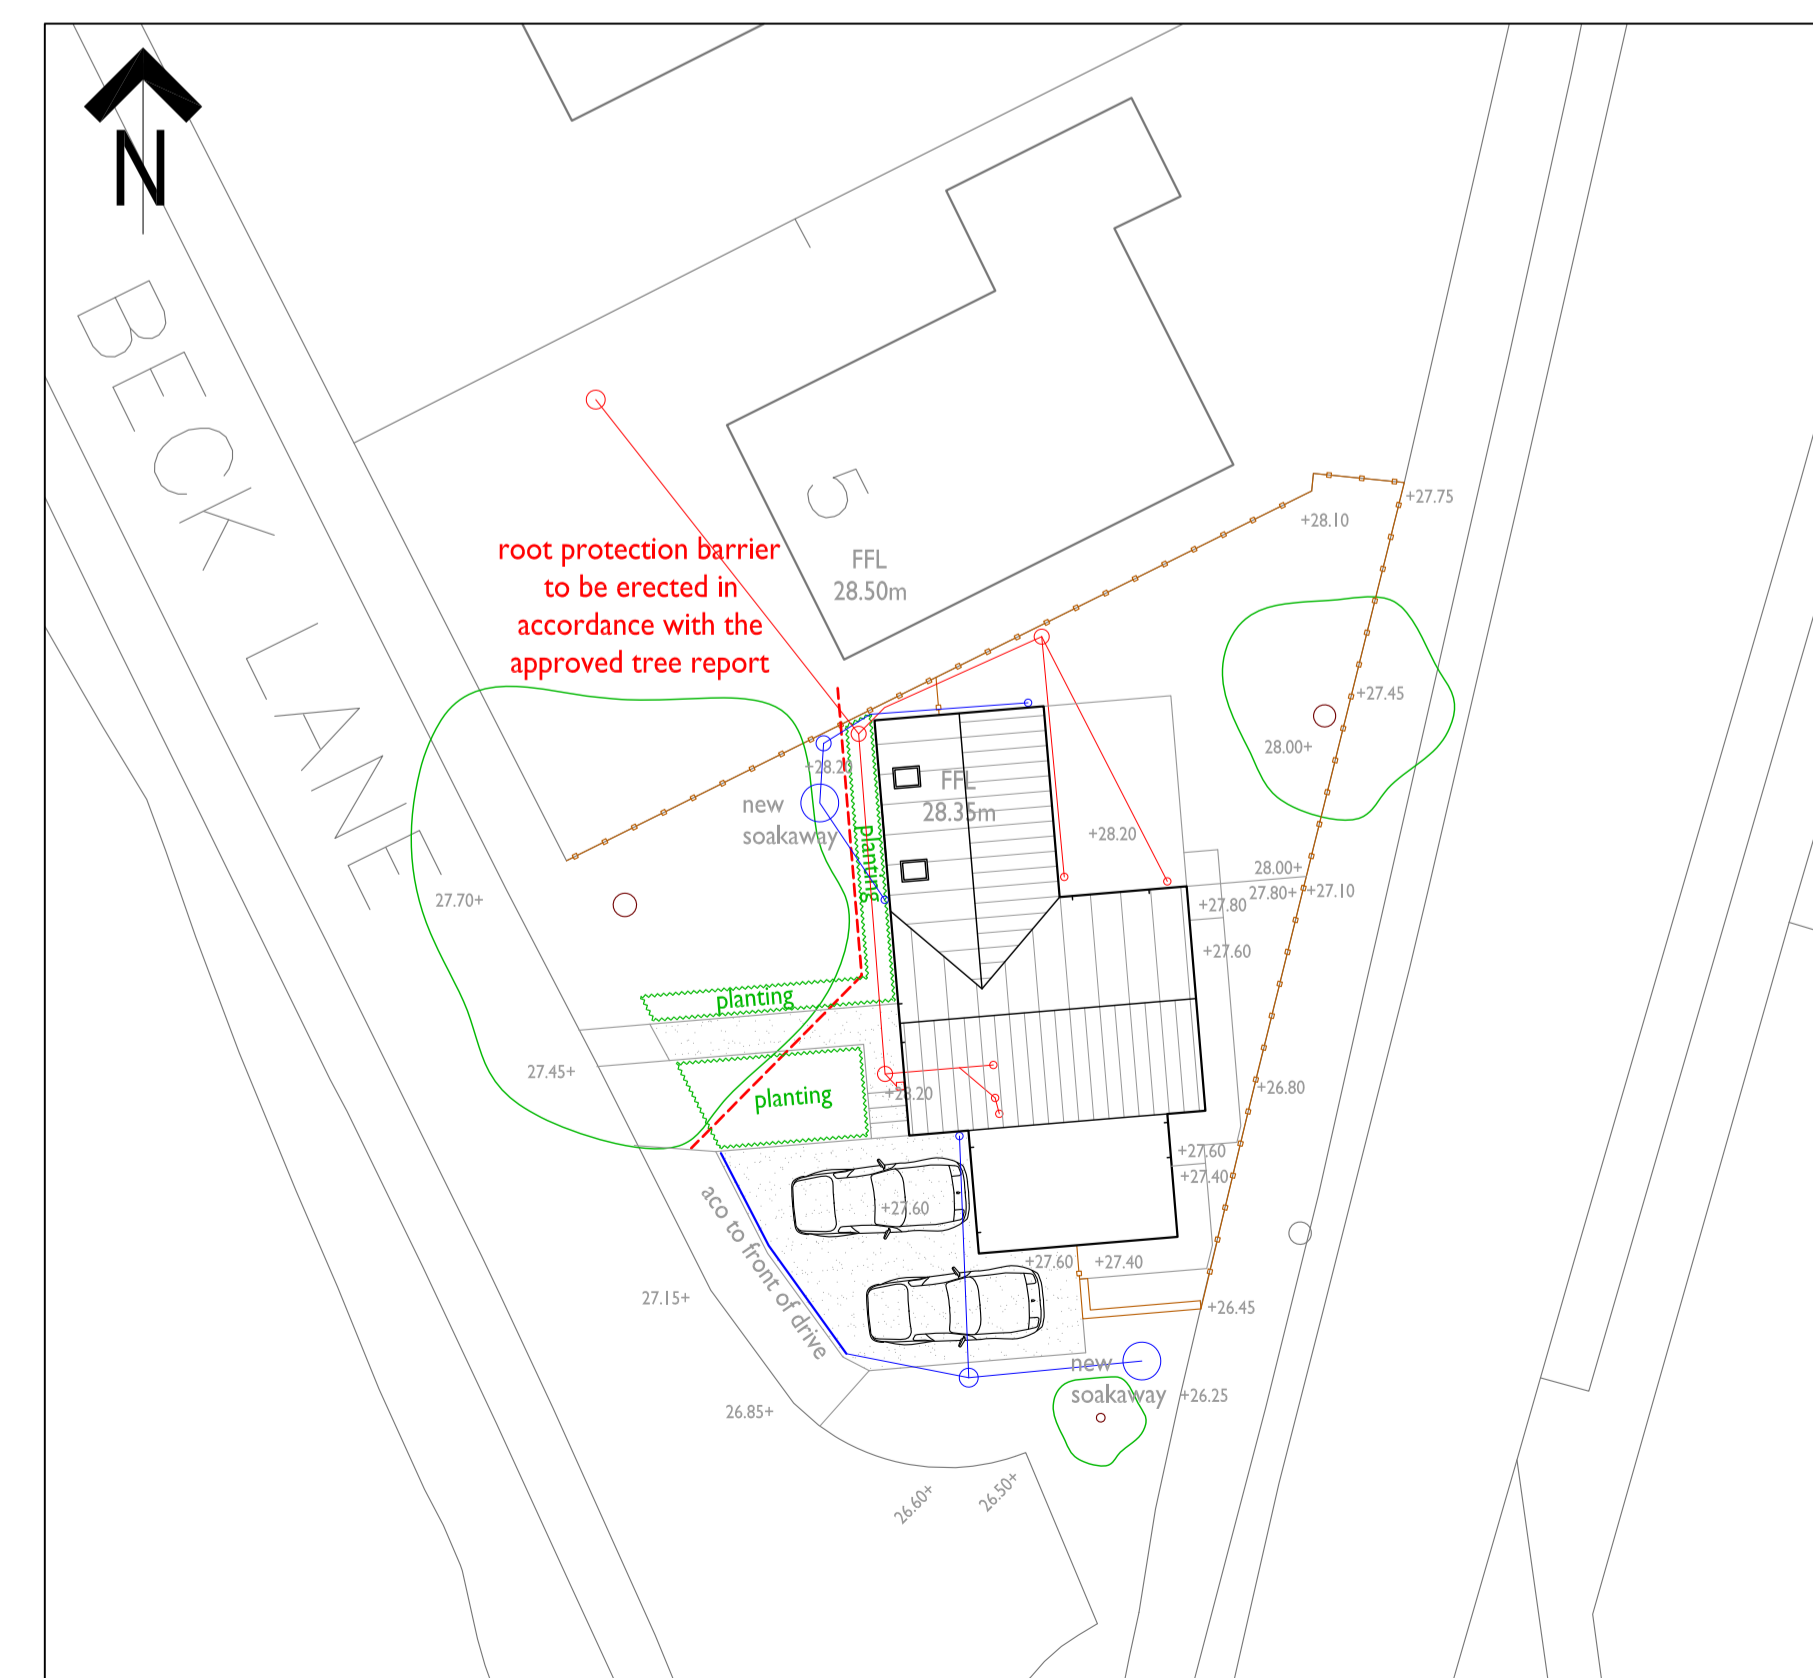 N
BECK LANE
5
FFL
28.50m
root protection barrier
to be erected in
accordance with the
approved tree report
+28.10
+27.75
+27.45
28.00+
+28.20
new
soakaway
planting
FFL
28.35m
+28.20
28.00+
27.80+
+27.10
+27.80
+27.60
27.70+
planting
27.45+
planting
+28.20
+26.80
+27.60
+27.40
+27.60
aco to front of drive
27.15+
+27.60
+27.40
+26.45
new
soakaway
+26.25
26.85+
26.60+
26.50+